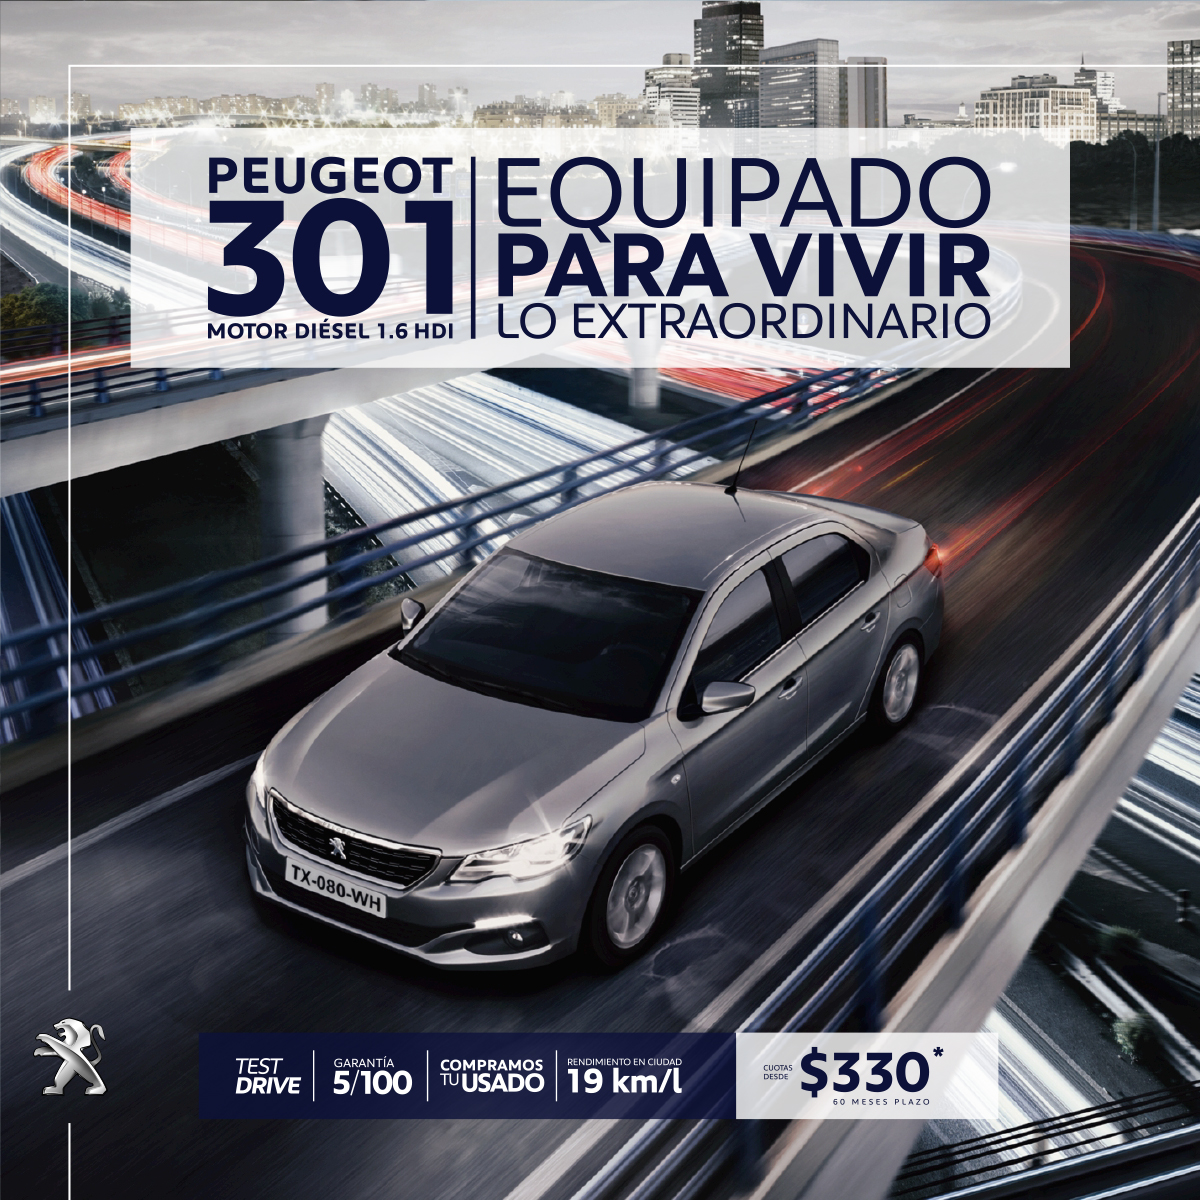 PEUGEOT
301
MOTOR DIÉSEL 1.6 HDI
EQUIPADO
PARA VIVIR
LO EXTRAORDINARIO
TX-080-WH
TEST
DRIVE
GARANTÍA
5/100
COMPRAMOS
TU USADO
RENDIMIENTO EN CIUDAD
19 km/l
CUOTAS
DESDE
$330*
60 MESES PLAZO